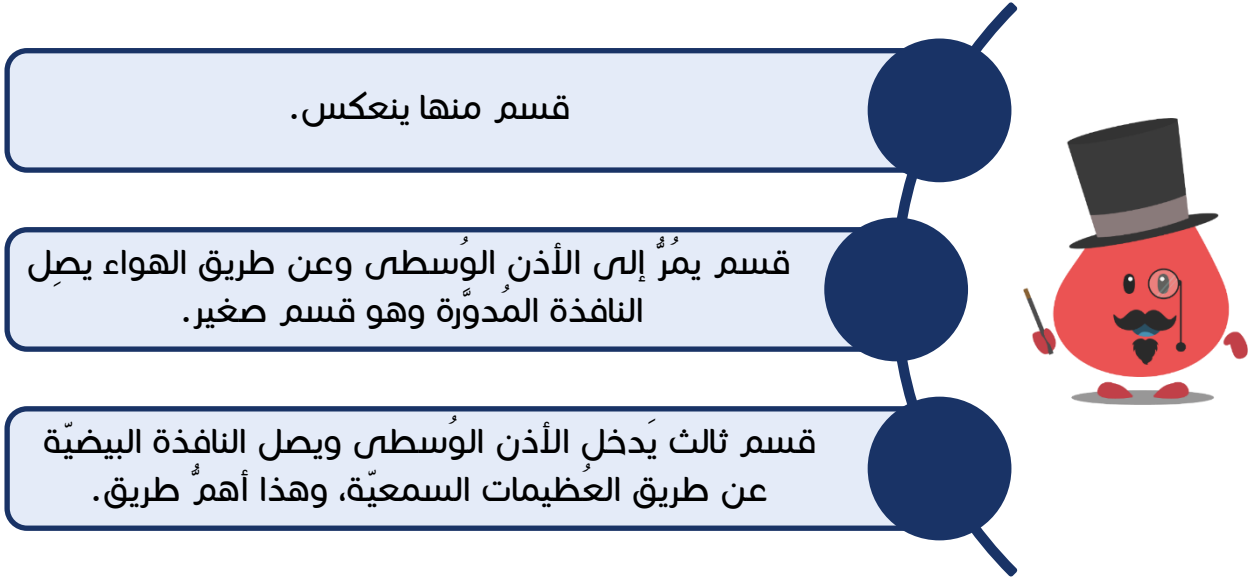 قسم منها ينعكس.
قسم يمُرُّ إلى الأذن الوُسطى وعن طريق الهواء يصِل
النافذة المُدوَّرة وهو قسم صغير.
قسم ثالث يَدخل الأذن الوُسطى ويصل النافذة البيضيّة
عن طريق العُظيمات السمعيّة، وهذا أهمُّ طريق.